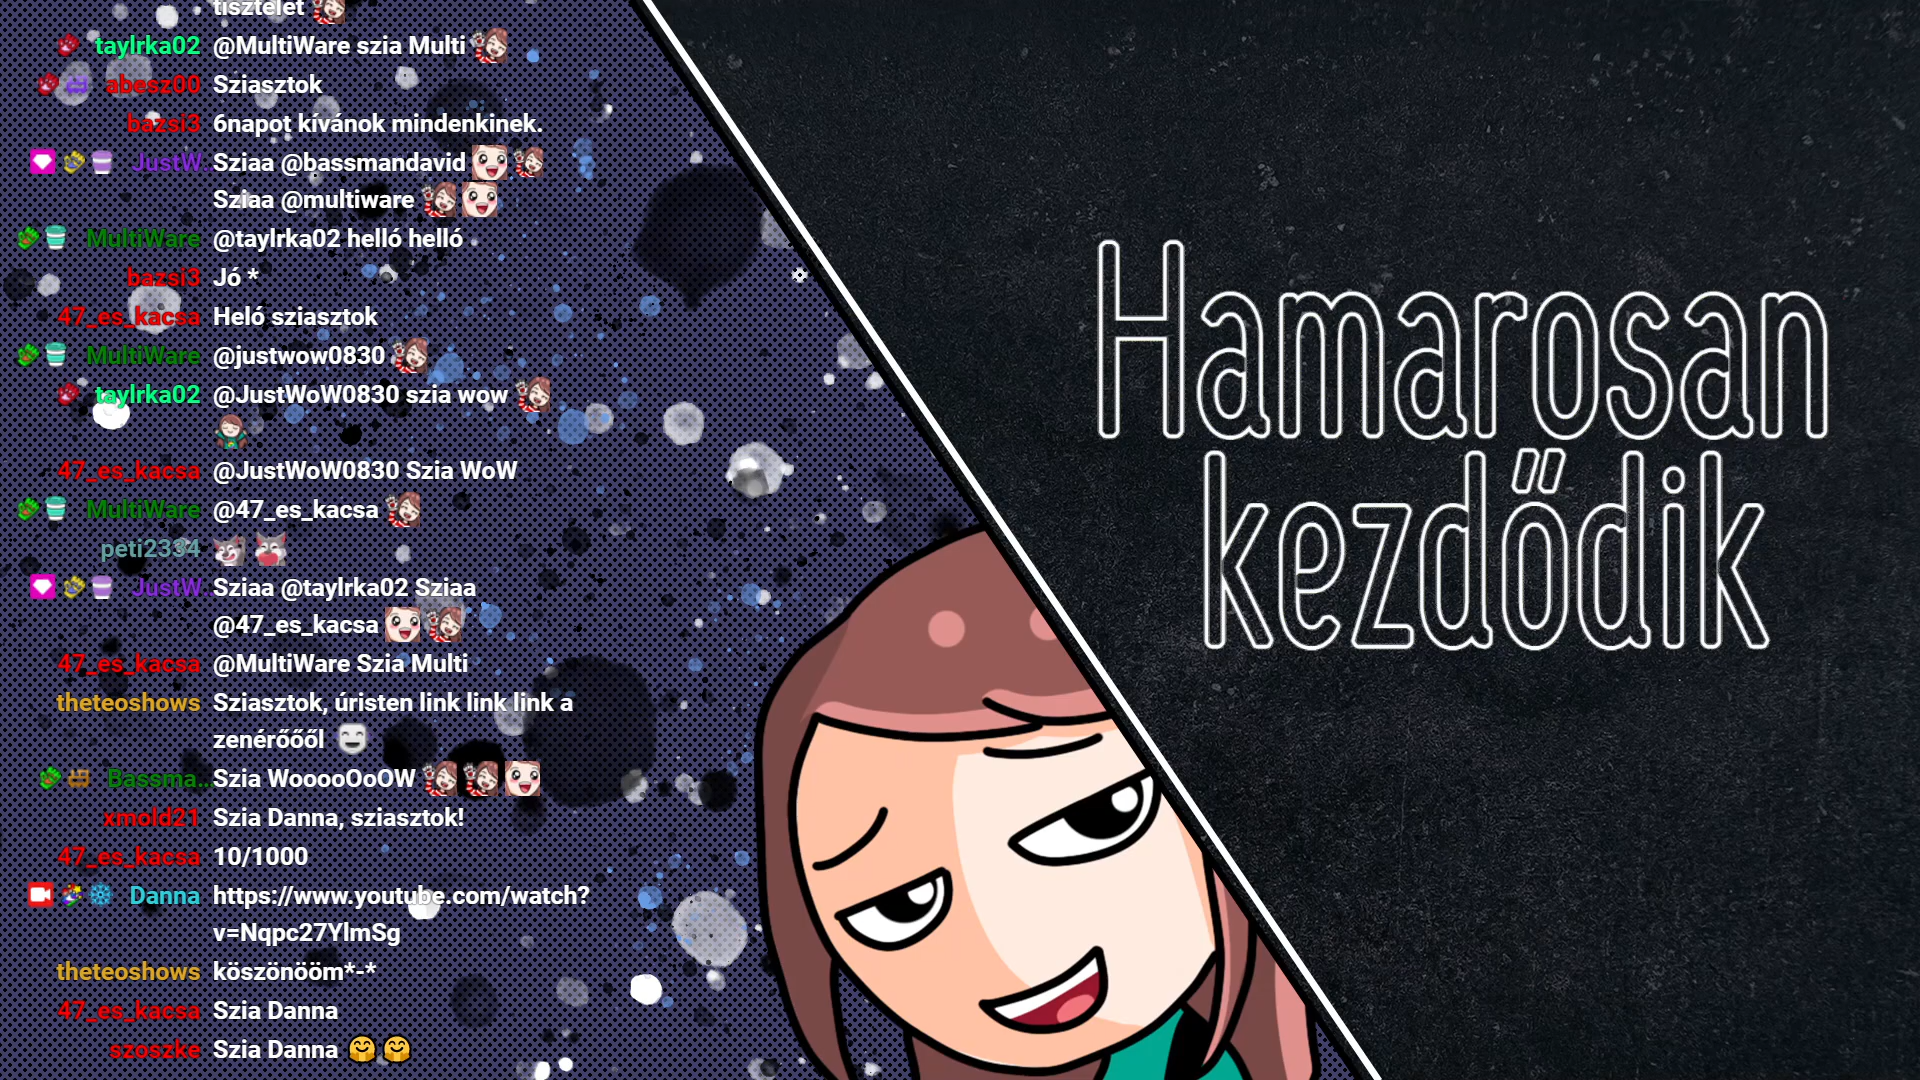 tisztelet
taylrka02 @MultiWare szia Multi
abesz00 Sziasztok
bazsi3 6napot kívánok mindenkinek.
JustW.. Sziaa @bassmandavid
Sziaa @multiware
MultiWare @taylrka02 helló helló
bazsi3 Jó *
47_es_kacsa Heló sziasztok
MultiWare @justwow0830
taylrka02 @JustWoW0830 szia wow
47_es_kacsa @JustWoW0830 Szia WoW
MultiWare @47_es_kacsa
peti2334
JustW.. Sziaa @taylrka02 Sziaa
@47_es_kacsa
47_es_kacsa @MultiWare Szia Multi
theteoshows Sziasztok, úristen link link link a
zenérőőől
Bassma... Szia WooooOoOW
xmold21 Szia Danna, sziasztok!
47_es_kacsa 10/1000
Danna https://www.youtube.com/watch?
v=Nqpc27YlmSg
theteoshows köszönööm*-*
47_es_kacsa Szia Danna
szoszke Szia Danna 🤗 🤗
Hamarosan
kezdődik